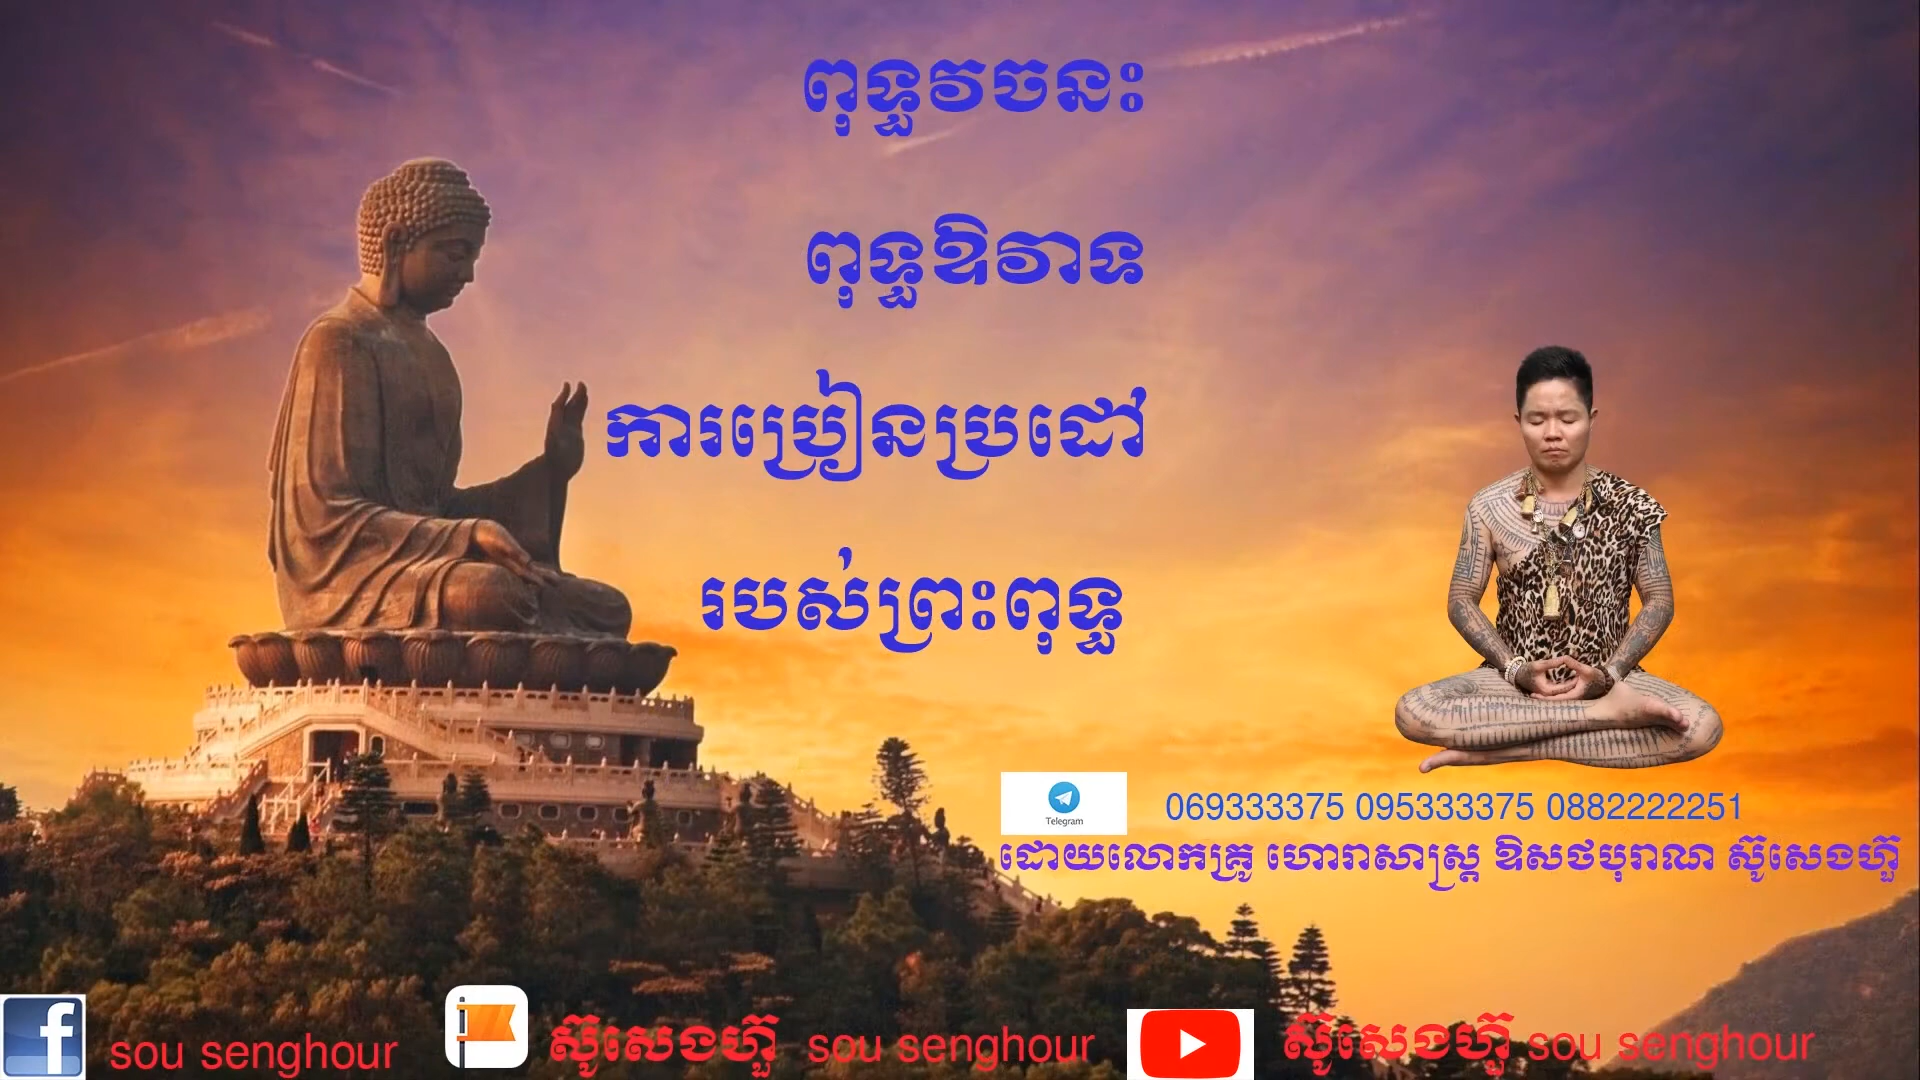 ពុទ្ធវចនះ
ពុទ្ធឱវាទ
ការប្រៀនប្រដៅ
របស់ព្រះពុទ្ធ
Telegram
069333375 095333375 0882222251
ដោយលោកគ្រូ ហោរាសាស្ត្រ ឱសថបុរាណ ស៊ូសេងហ៊ួ
sou senghour
ស៊ូសេងហ៊ួ sou senghour
ស៊ូសេងហ៊ួ sou senghour